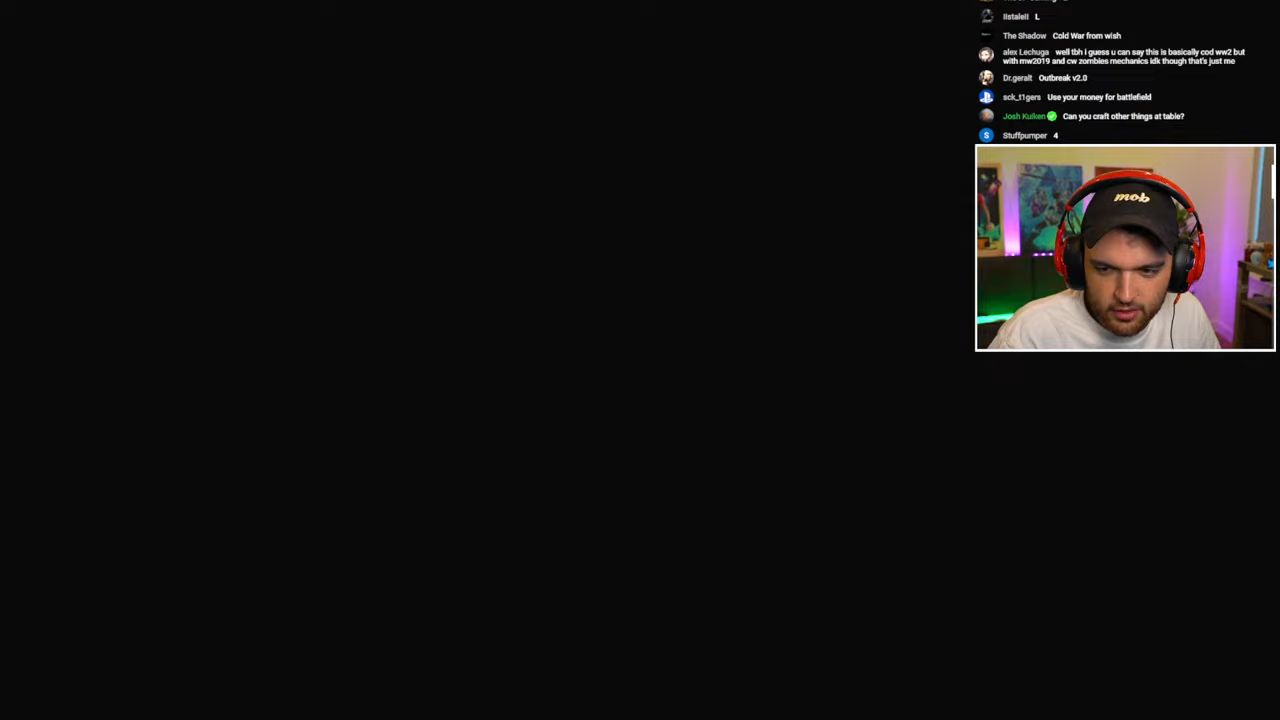 IIstaleII L
The Shadow Cold War from wish
alex Lechuga well tbh i guess u can say this is basically cod ww2 but
with mw2019 and cw zombies mechanics idk though that's just me
Dr.geralt Outbreak v2.0
sck_t1gers Use your money for battlefield
Josh Kuiken Can you craft other things at table?
S Stuffpumper 4
mob